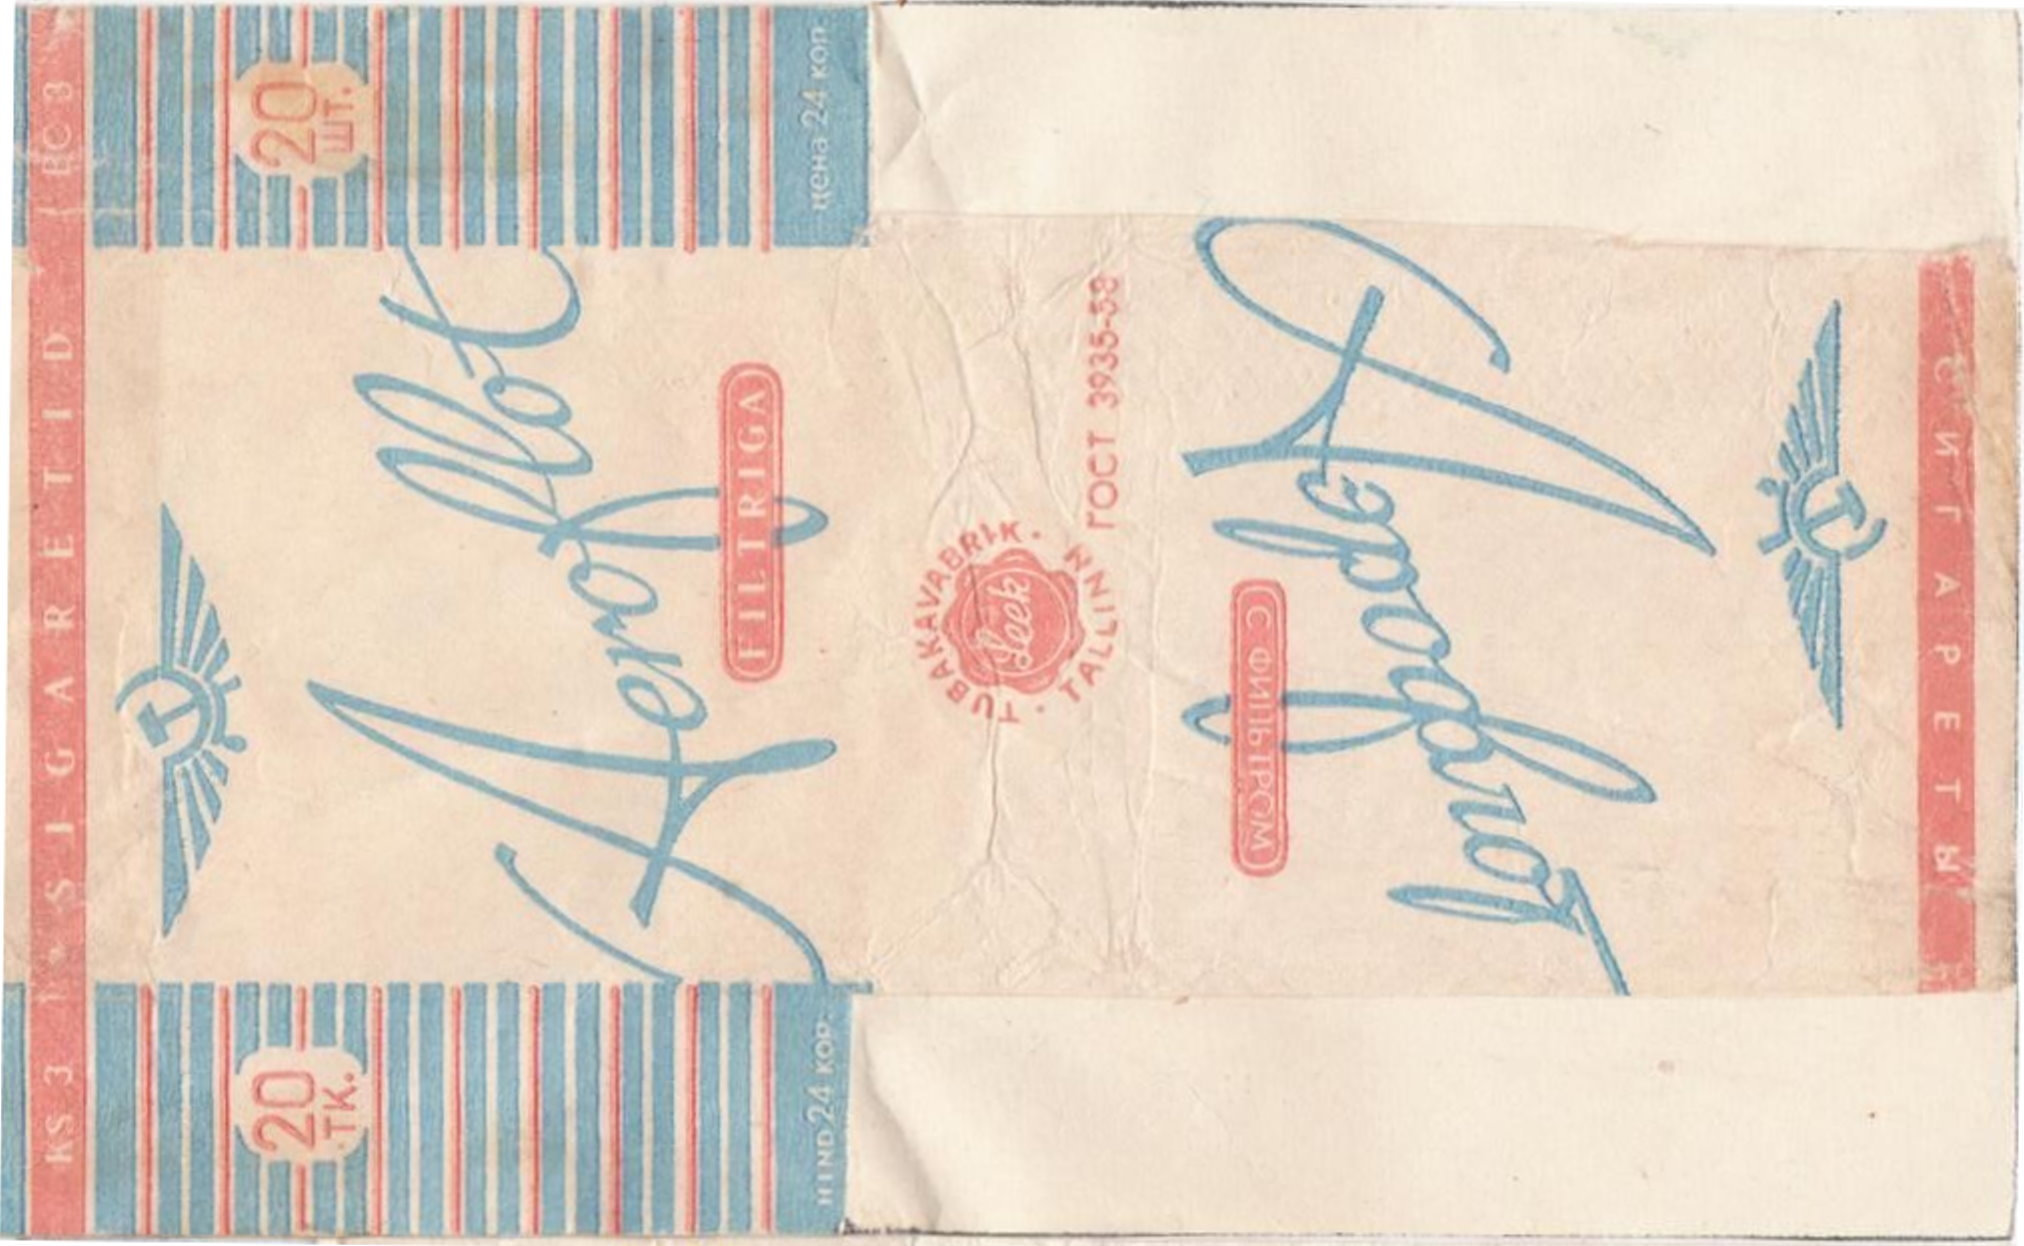 SIGARETID
Aeroflot
FILTRIGA
KS 3
20
TK.
HIND 24 KOP.
20
ШТ.
цена 24 коп.
TUBAKAVABRIK · TALLINN ·
Leek
ГОСТ 3935-58
СИГАРЕТЫ
Аэрофлот
С ФИЛЬТРОМ